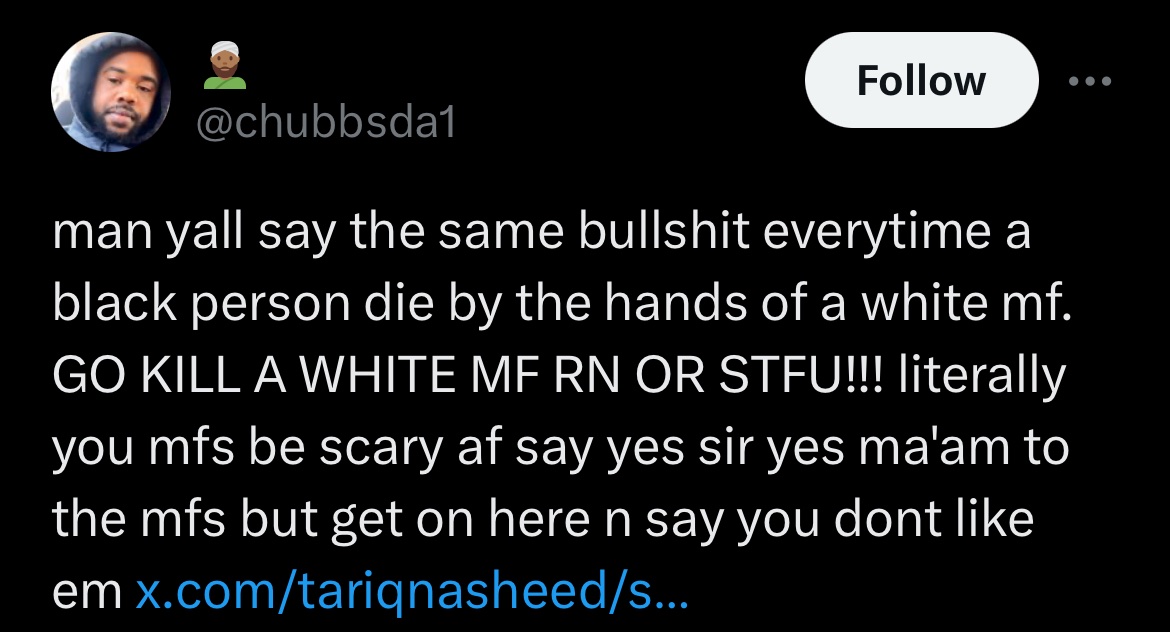 @chubbsda1
Follow
man yall say the same bullshit everytime a
black person die by the hands of a white mf.
GO KILL A WHITE MF RN OR STFU!!! literally
you mfs be scary af say yes sir yes ma'am to
the mfs but get on here n say you dont like
em x.com/tariqnasheed/s...